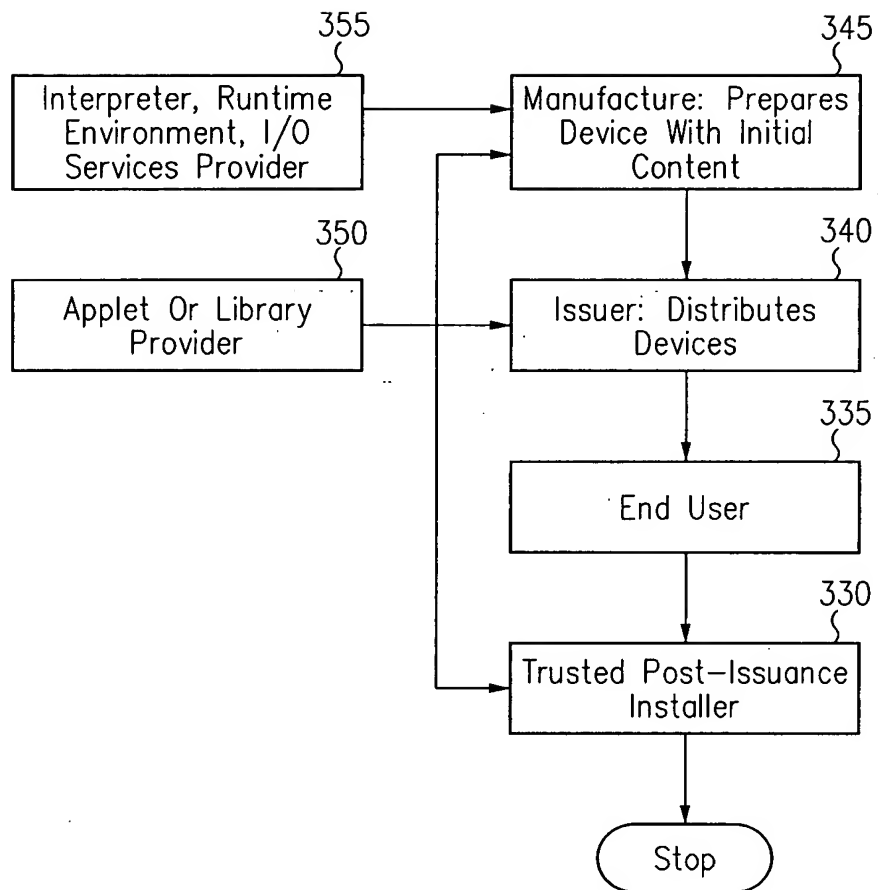 355
Interpreter, Runtime
Environment, I/O
Services Provider
345
Manufacture: Prepares
Device With Initial
Content
350
Applet Or Library
Provider
340
Issuer: Distributes
Devices
335
End User
330
Trusted Post-Issuance
Installer
Stop